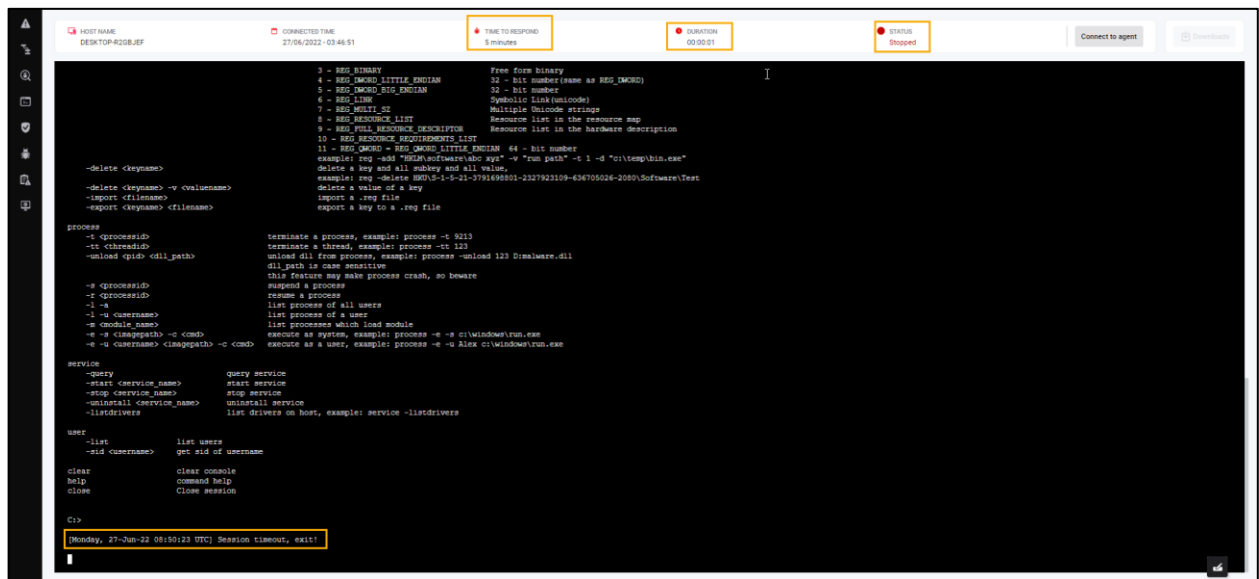 HOST NAME
DESKTOP-R2GBJEF
CONNECTED TIME
27/06/2022 - 03:46:51
TIME TO RESPOND
5 minutes
DURATION
00:00:01
STATUS
Stopped
Connect to agent
Downloads
3 - REG_BINARY Free form binary
4 - REG_DWORD_LITTLE_ENDIAN 32 - bit number(same as REG_DWORD)
5 - REG_DWORD_BIG_ENDIAN 32 - bit number
6 - REG_LINK Symbolic Link(unicode)
7 - REG_MULTI_SZ Multiple Unicode strings
8 - REG_RESOURCE_LIST Resource list in the resource map
9 - REG_FULL_RESOURCE_DESCRIPTOR Resource list in the hardware description
10 - REG_RESOURCE_REQUIREMENTS_LIST
11 - REG_QWORD = REG_QWORD_LITTLE_ENDIAN 64 - bit number
example: reg -add "HKLM\software\abc xyz" -v "run path" -t 1 -d "c:\temp\bin.exe"
-delete <keyname> delete a key and all subkey and all value,
example: reg -delete HKU\S-1-5-21-3791698801-2327923109-636705026-2080\Software\Test
-delete <keyname> -v <valuename> delete a value of a key
-import <filename> import a .reg file
-export <keyname> <filename> export a key to a .reg file
process
-t <processid> terminate a process, example: process -t 9213
-tt <threadid> terminate a thread, example: process -tt 123
-unload <pid> <dll_path> unload dll from process, example: process -unload 123 D:malware.dll
dll_path is case sensitive
this feature may make process crash, so beware
-s <processid> suspend a process
-r <processid> resume a process
-l -a list process of all users
-l -u <username> list process of a user
-m <module_name> list processes which load module
-e -s <imagepath> -c <cmd> execute as system, example: process -e -s c:\windows\run.exe
-e -u <username> <imagepath> -c <cmd> execute as a user, example: process -e -u Alex c:\windows\run.exe
service
-query query service
-start <service_name> start service
-stop <service_name> stop service
-uninstall <service_name> uninstall service
-listdrivers list drivers on host, example: service -listdrivers
user
-list list users
-sid <username> get sid of username
clear clear console
help command help
close Close session
C:>
[Monday, 27-Jun-22 08:50:23 UTC] Session timeout, exit!